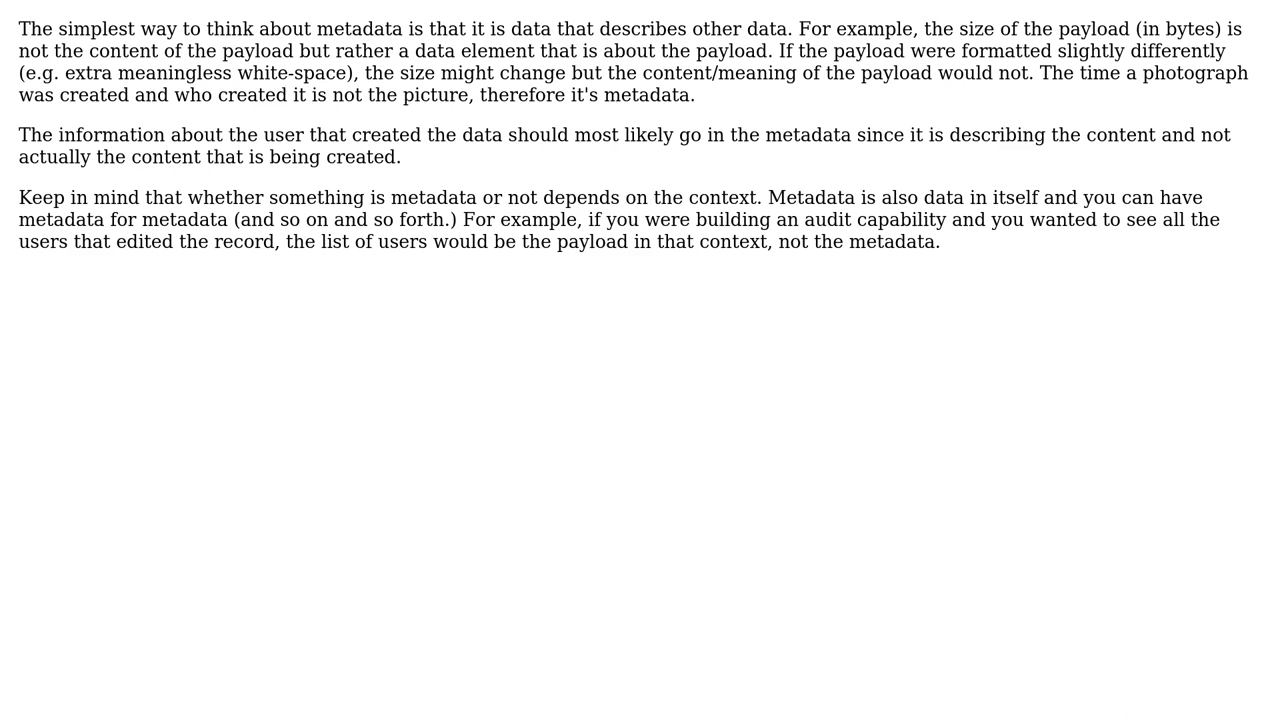 The simplest way to think about metadata is that it is data that describes other data. For example, the size of the payload (in bytes) is
not the content of the payload but rather a data element that is about the payload. If the payload were formatted slightly differently
(e.g. extra meaningless white-space), the size might change but the content/meaning of the payload would not. The time a photograph
was created and who created it is not the picture, therefore it's metadata.
The information about the user that created the data should most likely go in the metadata since it is describing the content and not
actually the content that is being created.
Keep in mind that whether something is metadata or not depends on the context. Metadata is also data in itself and you can have
metadata for metadata (and so on and so forth.) For example, if you were building an audit capability and you wanted to see all the
users that edited the record, the list of users would be the payload in that context, not the metadata.